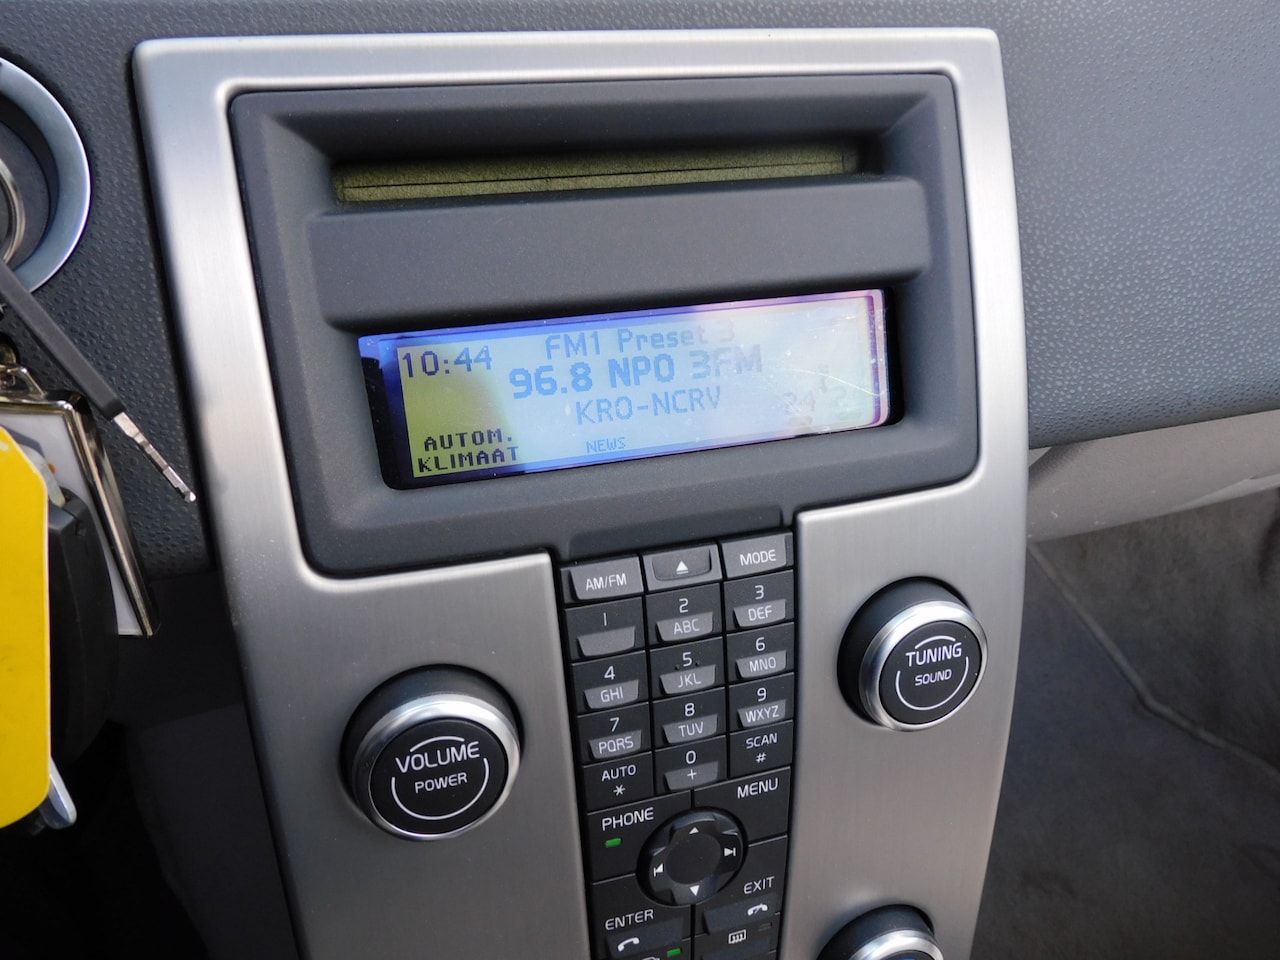 FM1 Preset 3
10:44
96.8 NPO 3FM
KRO-NCRV
AUTOM.
KLIMAAT
NEWS
AM/FM
MODE
1
2
ABC
3
DEF
4
GHI
5
JKL
6
MNO
7
PQRS
8
TUV
9
WXYZ
AUTO
*
0
+
SCAN
#
PHONE
MENU
ENTER
EXIT
VOLUME
POWER
TUNING
SOUND